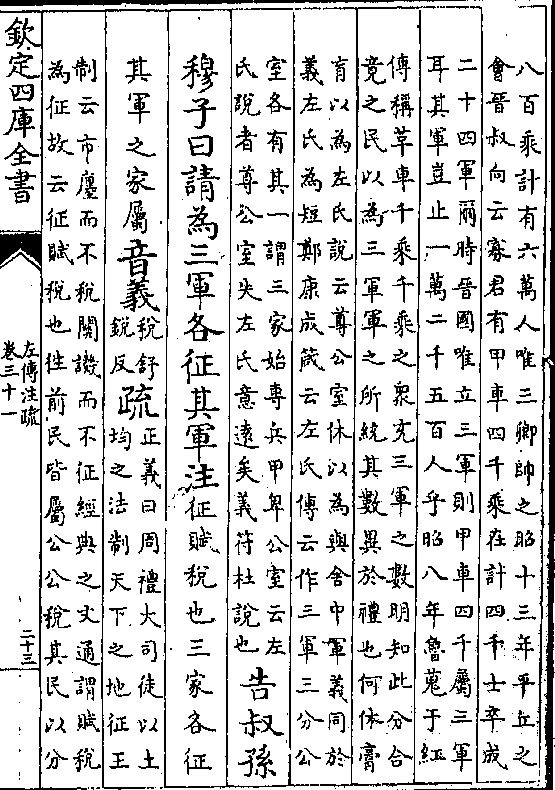 八百乘計有六萬人唯三卿帥之昭十三年平丘之
會晉叔向云寡君有甲車四千乘在計四千士卒成
二十四軍爾時晉國唯立三軍則甲車四千屬三軍
耳其軍豈止一萬二千五百人乎昭八年魯蒐于紅
傳稱革車千乘千乘之衆充三軍之數明知此分合
竟之民以為三軍軍之所統其數異於禮也何休膏
肓以為左氏說云尊公室休以為與舍中軍義同於
義左氏為短鄭康成箴云左氏傳云作三軍三分公
室各有其一謂三家始專兵甲卑公室云左
氏說者尊公室失左氏意遠矣義符杜說也
告叔孫
穆子曰請為三軍各征其軍注征賦稅也三家各征
其軍之家屬音義稅舒
銳反
疏正義曰周禮大司徒以土
均之法制天下之地征王
制云市廛而不稅關譏而不征經典之文通謂賦稅
為征故云征賦稅也往前民皆屬公公稅其民以分
欽定四庫全書
左傳注疏
卷三十一
二十三